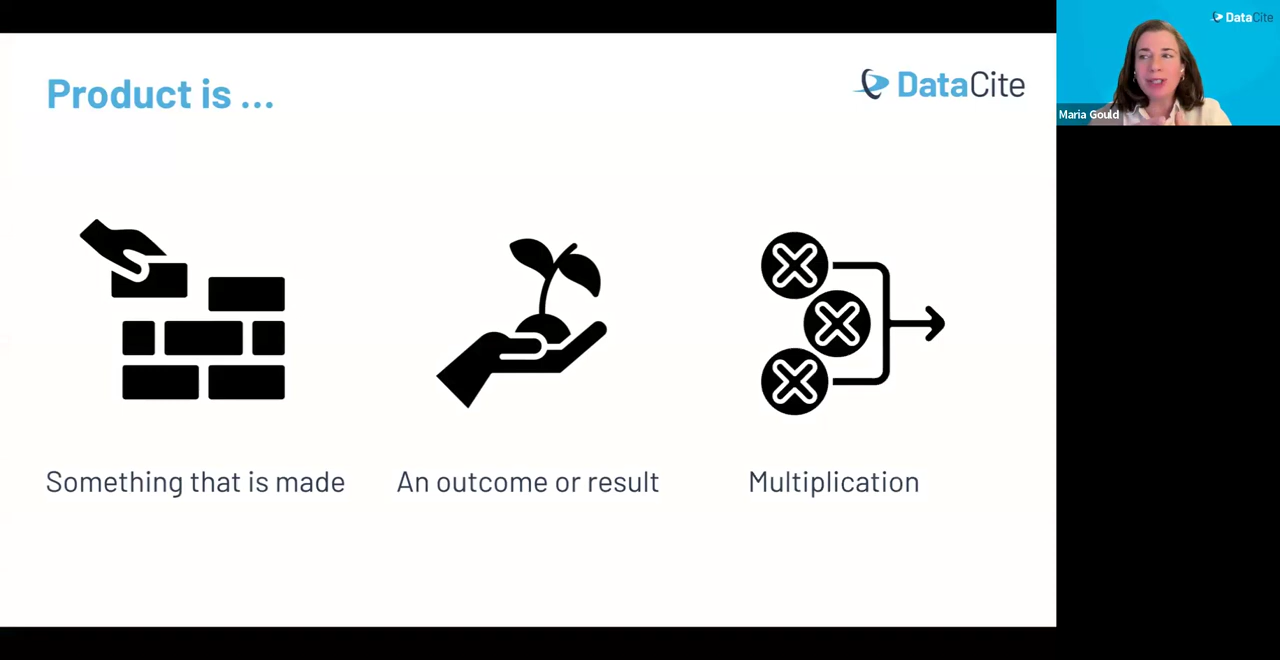 Product is ...
DataCite
DataCite
Maria Gould
Something that is made
An outcome or result
Multiplication